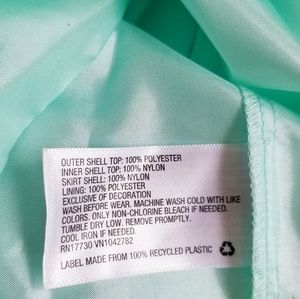 OUTER SHELL TOP: 100% POLYESTER
INNER SHELL TOP: 100% NYLON
SKIRT SHELL: 100% NYLON
LINING: 100% POLYESTER
EXCLUSIVE OF DECORATION
WASH BEFORE WEAR. MACHINE WASH COLD WITH LIKE
COLORS. ONLY NON-CHLORINE BLEACH IF NEEDED.
TUMBLE DRY LOW. REMOVE PROMPTLY.
COOL IRON IF NEEDED.
RN17730 VN1042782
LABEL MADE FROM 100% RECYCLED PLASTIC